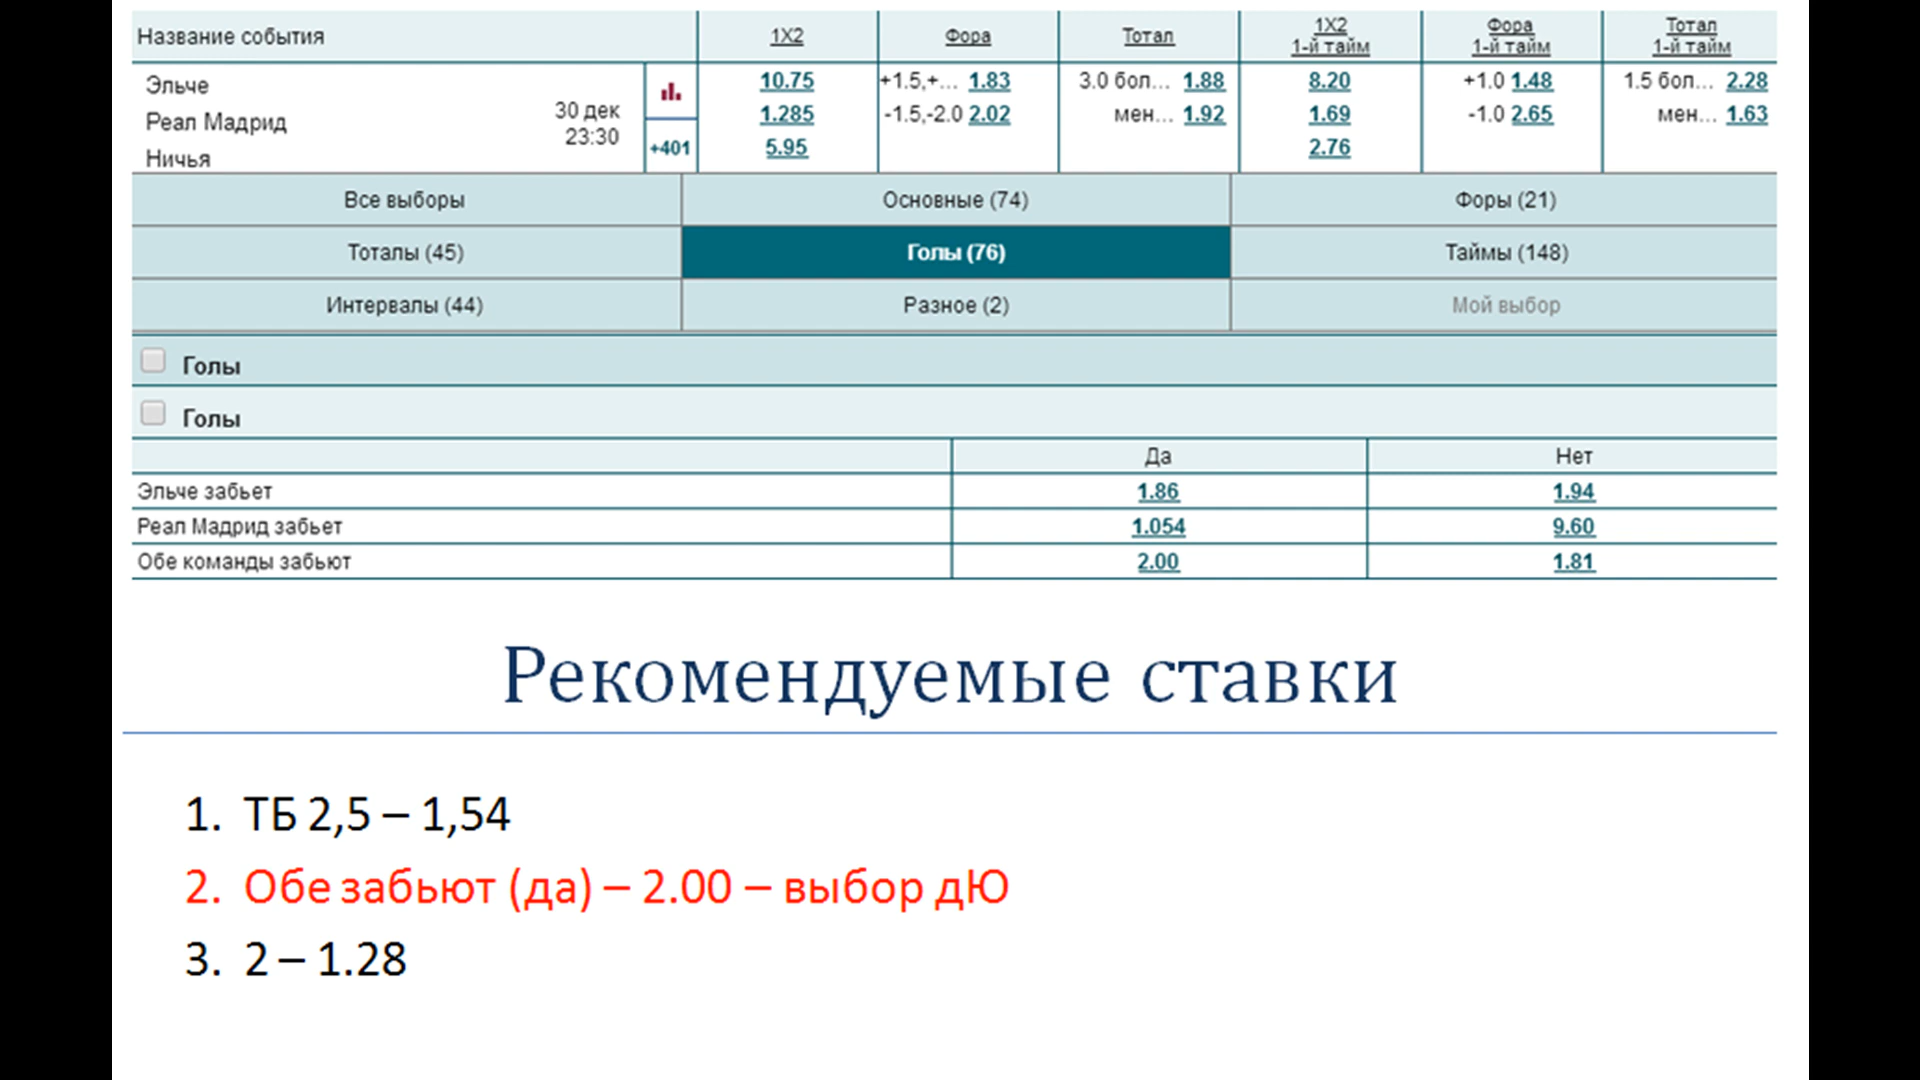 Название события 1X2 Фора Тотал 1X2 1-й тайм Фора 1-й тайм Тотал 1-й тайм
Эльче 10.75 +1.5,+... 1.83 3.0 бол... 1.88 8.20 +1.0 1.48 1.5 бол... 2.28
Реал Мадрид 30 дек 23:30 1.285 -1.5,-2.0 2.02 мен... 1.92 1.69 -1.0 2.65 мен... 1.63
Ничья +401 5.95 2.76
Все выборы Основные (74) Форы (21)
Тоталы (45) Голы (76) Таймы (148)
Интервалы (44) Разное (2) Мой выбор
Голы
Голы
Да Нет
Эльче забьет 1.86 1.94
Реал Мадрид забьет 1.054 9.60
Обе команды забьют 2.00 1.81
Рекомендуемые ставки
1. ТБ 2,5 – 1,54
2. Обе забьют (да) – 2.00 – выбор дЮ
3. 2 – 1.28